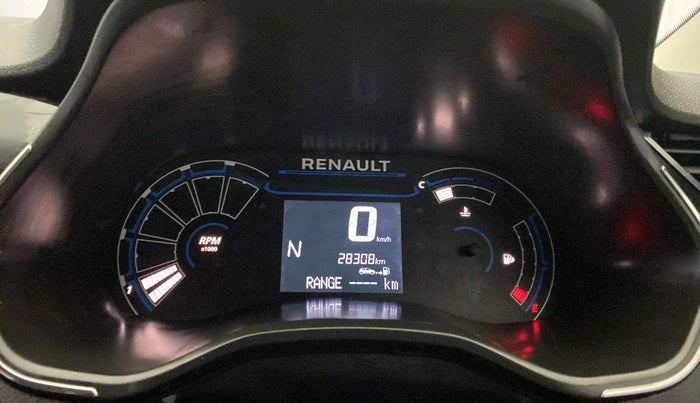 RENAULT
C
RPM
x1000
0 km/h
N
28308km
RANGE ---- km
1
E